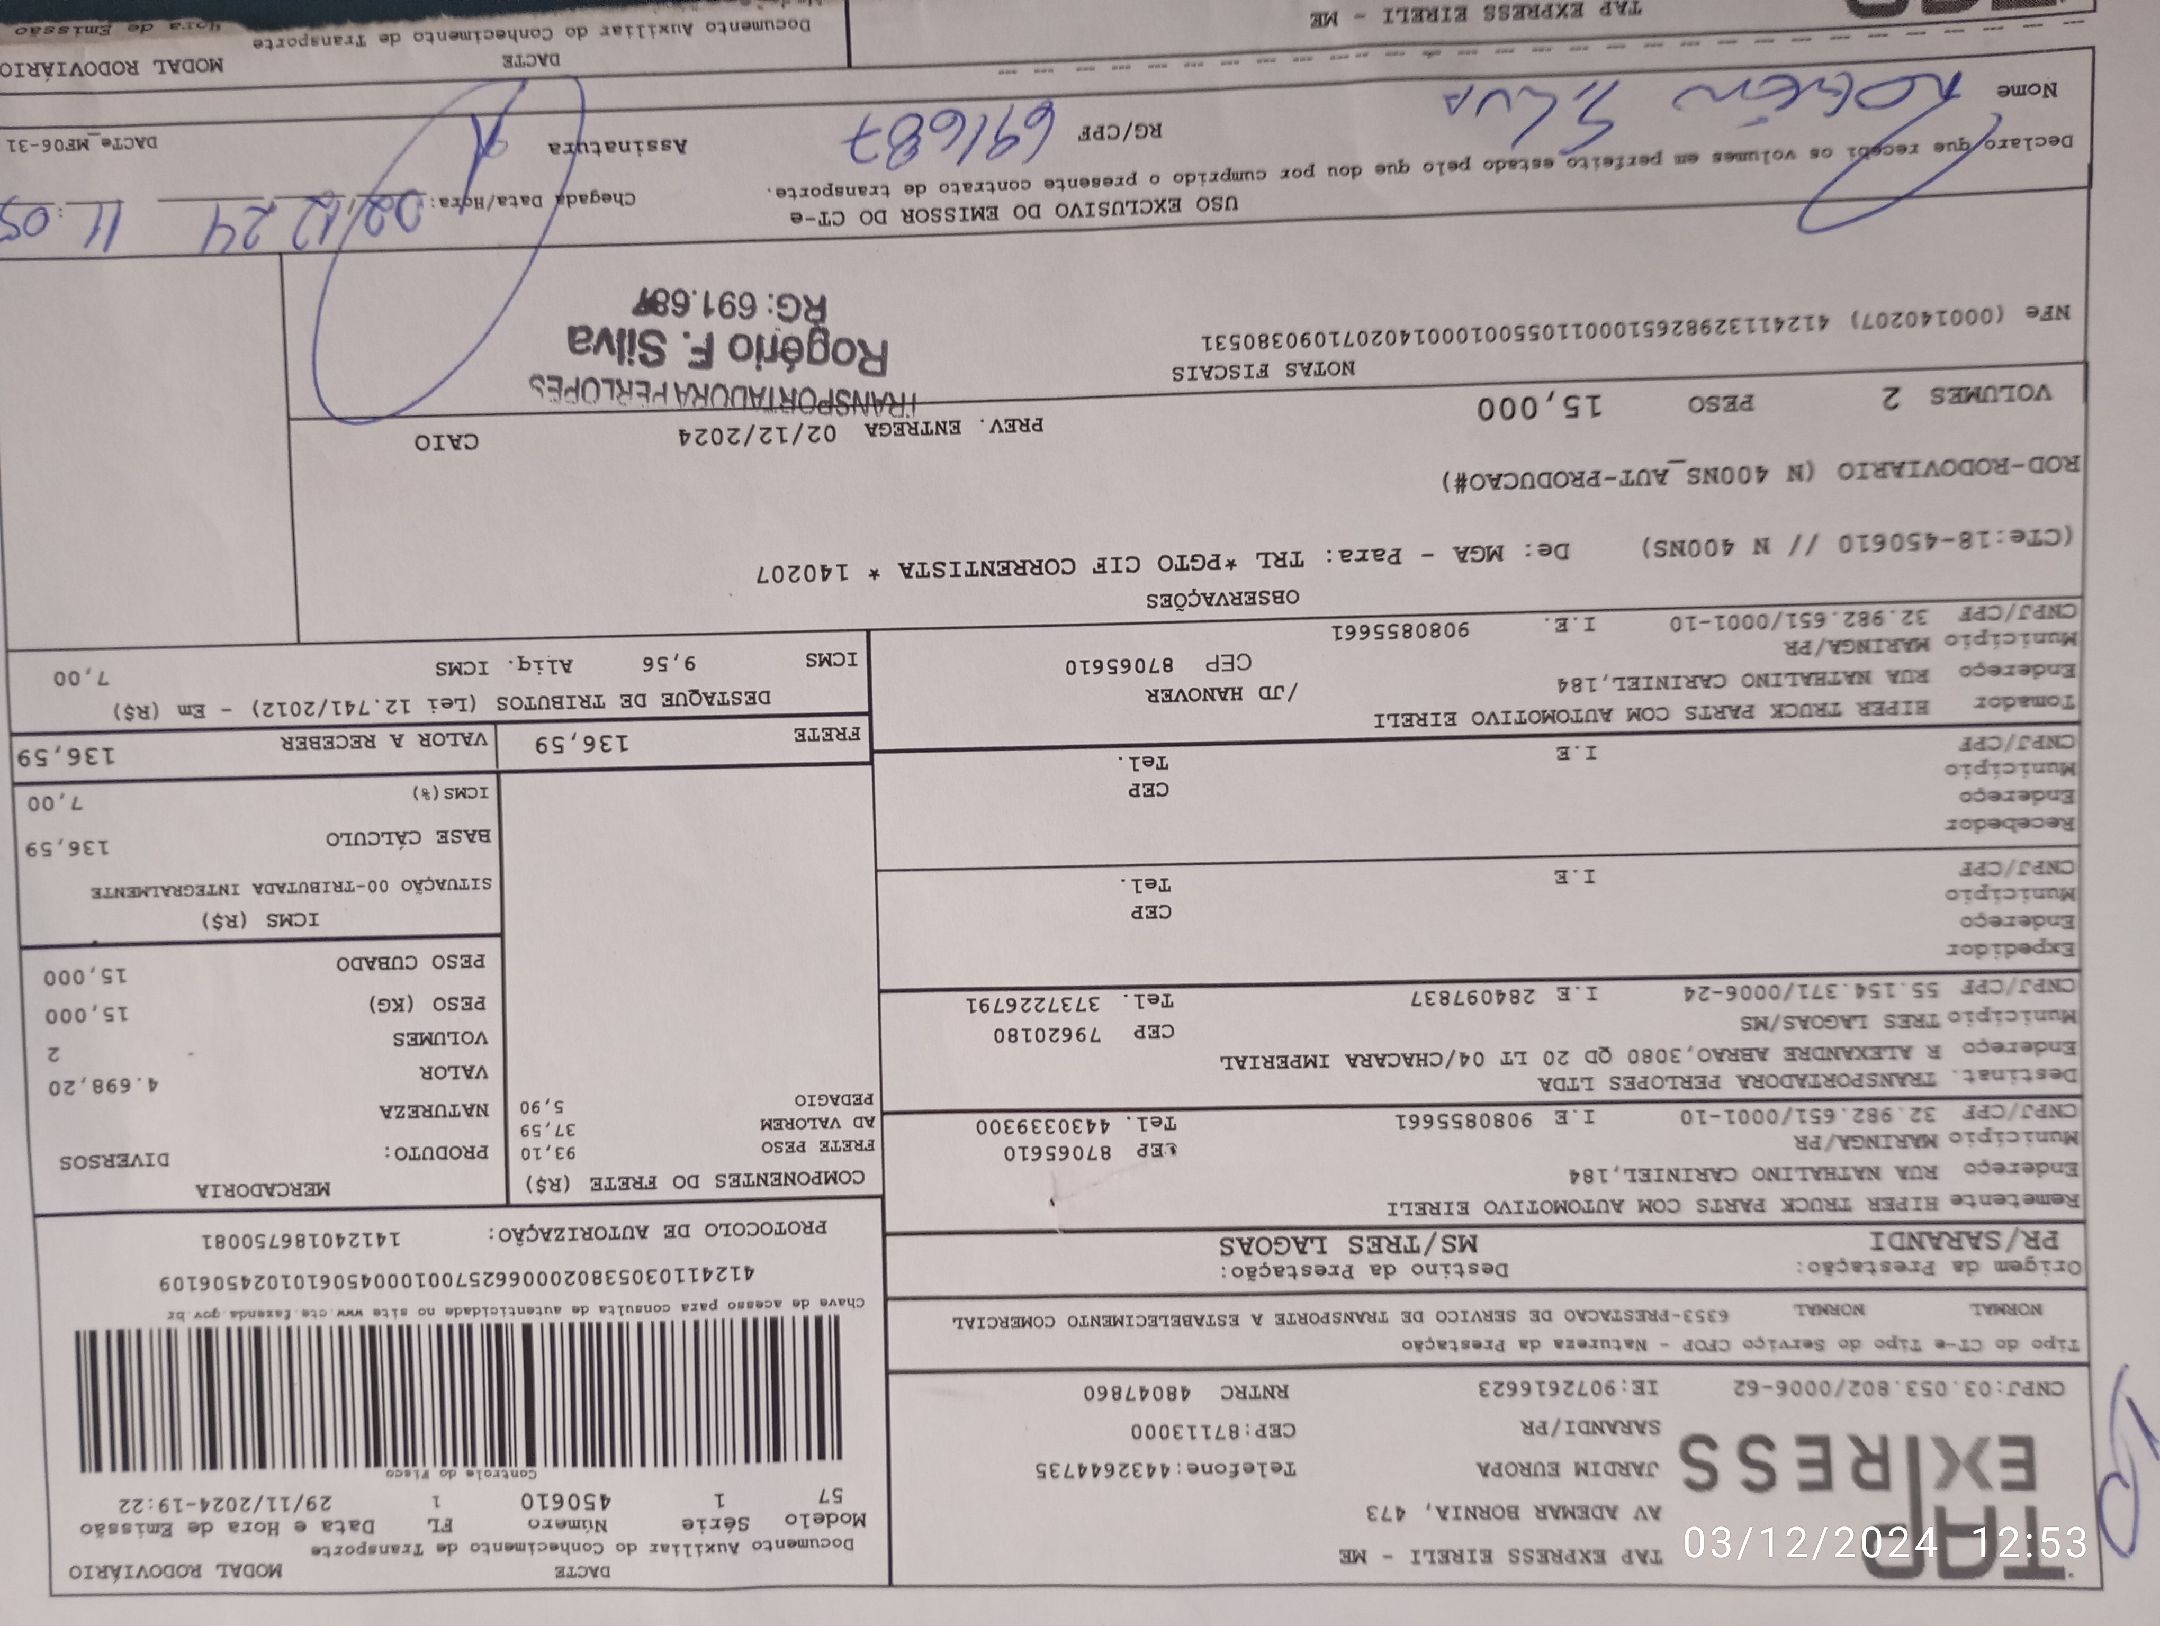 TAP EXPRESS
TAP EXPRESS EIRELI - ME
AV ADEMAR BORNIA, 473
JARDIM EUROPA Telefone:4432644735
SARANDI/PR CEP:87113000
CNPJ:03.053.802/0006-62 IE:9072616623 RNTRC 48047860
DACTE MODAL RODOVIÁRIO
Documento Auxiliar do Conhecimento de Transporte
Modelo Série Número FL Data e Hora de Emissão
57 1 450610 1 29/11/2024-19:22
Controle do Fisco
Chave de acesso para consulta de autenticidade no site www.cte.fazenda.gov.br
41241103053802000662570010004506101024506109
PROTOCOLO DE AUTORIZAÇÃO: 141240186750081
Tipo do CT-e Tipo do Serviço CFOP - Natureza da Prestação
NORMAL NORMAL 6353-PRESTACAO DE SERVICO DE TRANSPORTE A ESTABELECIMENTO COMERCIAL
Origem da Prestação: Destino da Prestação:
PR/SARANDI MS/TRES LAGOAS
Remetente HIPER TRUCK PARTS COM AUTOMOTIVO EIRELI
Endereço RUA NATHALINO CARINIEL,184
Município MARINGA/PR CEP 87065610
CNPJ/CPF 32.982.651/0001-10 I.E 9080855661 Tel. 4430339300
Destinat. TRANSPORTADORA PERLOPES LTDA
Endereço R ALEXANDRE ABRAO,3080 QD 20 LT 04/CHACARA IMPERIAL
Município TRES LAGOAS/MS CEP 79620180
CNPJ/CPF 55.154.371/0006-24 I.E 284097837 Tel. 3737226791
Expedidor
Endereço
Município CEP
CNPJ/CPF I.E Tel.
Recebedor
Endereço
Município CEP
CNPJ/CPF I.E Tel.
Tomador HIPER TRUCK PARTS COM AUTOMOTIVO EIRELI
Endereço RUA NATHALINO CARINIEL,184 /JD HANOVER
Município MARINGA/PR CEP 87065610
CNPJ/CPF 32.982.651/0001-10 I.E. 9080855661
COMPONENTES DO FRETE (R$)
FRETE PESO 93,10
AD VALOREM 37,59
PEDAGIO 5,90
MERCADORIA
PRODUTO: DIVERSOS
NATUREZA
VALOR 4.698,20
VOLUMES 2
PESO (KG) 15,000
PESO CUBADO 15,000
ICMS (R$)
SITUAÇÃO 00-TRIBUTADA INTEGRALMENTE
BASE CÁLCULO 136,59
ICMS(%) 7,00
FRETE 136,59 VALOR A RECEBER 136,59
DESTAQUE DE TRIBUTOS (Lei 12.741/2012) - Em (R$)
ICMS 9,56 Aliq. ICMS 7,00
OBSERVAÇÕES
(CTe:18-450610 // N 400NS) De: MGA - Para: TRL *PGTO CIF CORRENTISTA * 140207
ROD-RODOVIARIO (N 400NS_AUT-PRODUCAO#)
PREV. ENTREGA 02/12/2024 CAIO
VOLUMES 2 PESO 15,000
NOTAS FISCAIS
NFe (000140207) 41241132982651000110550010001402071090380531
TRANSPORTADORA PERLOPES
Rogério F. Silva
RG: 691.687
USO EXCLUSIVO DO EMISSOR DO CT-e
Declaro que recebi os volumes em perfeito estado pelo que dou por cumprido o presente contrato de transporte.
Chegada Data/Hora: 02/12 24 11:05
Nome Rogério Silva RG/CPF 691687 Assinatura
DACTe_MF06-31
TAP EXPRESS EIRELI - ME
DACTE MODAL RODOVIÁRIO
Documento Auxiliar do Conhecimento de Transporte
Hora de Emissão
03/12/2024 12:53